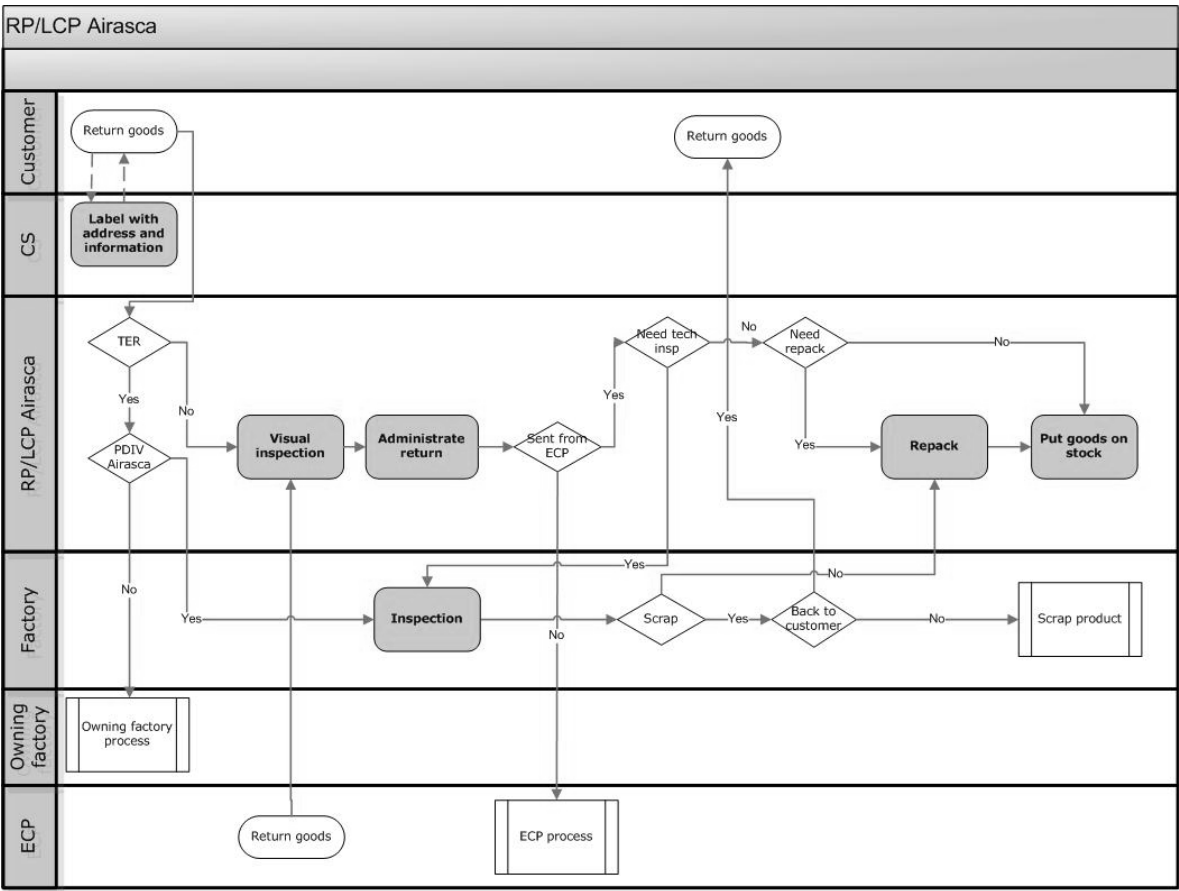 RP/LCP Airasca
Customer
Return goods
Return goods
CS
Label with
address and
information
RP/LCP Airasca
TER
Need tech
insp
No
Need
repack
No
Yes
No
Yes
Yes
PDIV
Airasca
Visual
inspection
Administrate
return
Sent from
ECP
Yes
Repack
Put goods on
stock
Factory
No
Yes
Yes
No
Inspection
Scrap
Yes
Back to
customer
No
Scrap product
No
Owning
factory
Owning factory
process
ECP
Return goods
ECP process